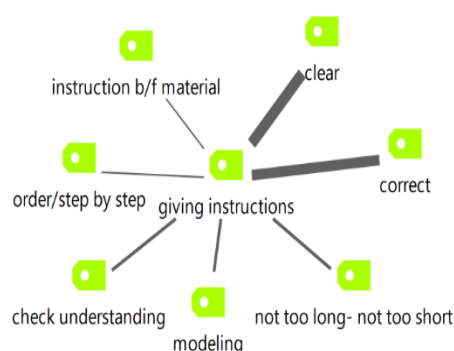 clear
instruction b/f material
correct
order/step by step
giving instructions
check understanding
not too long- not too short
modeling